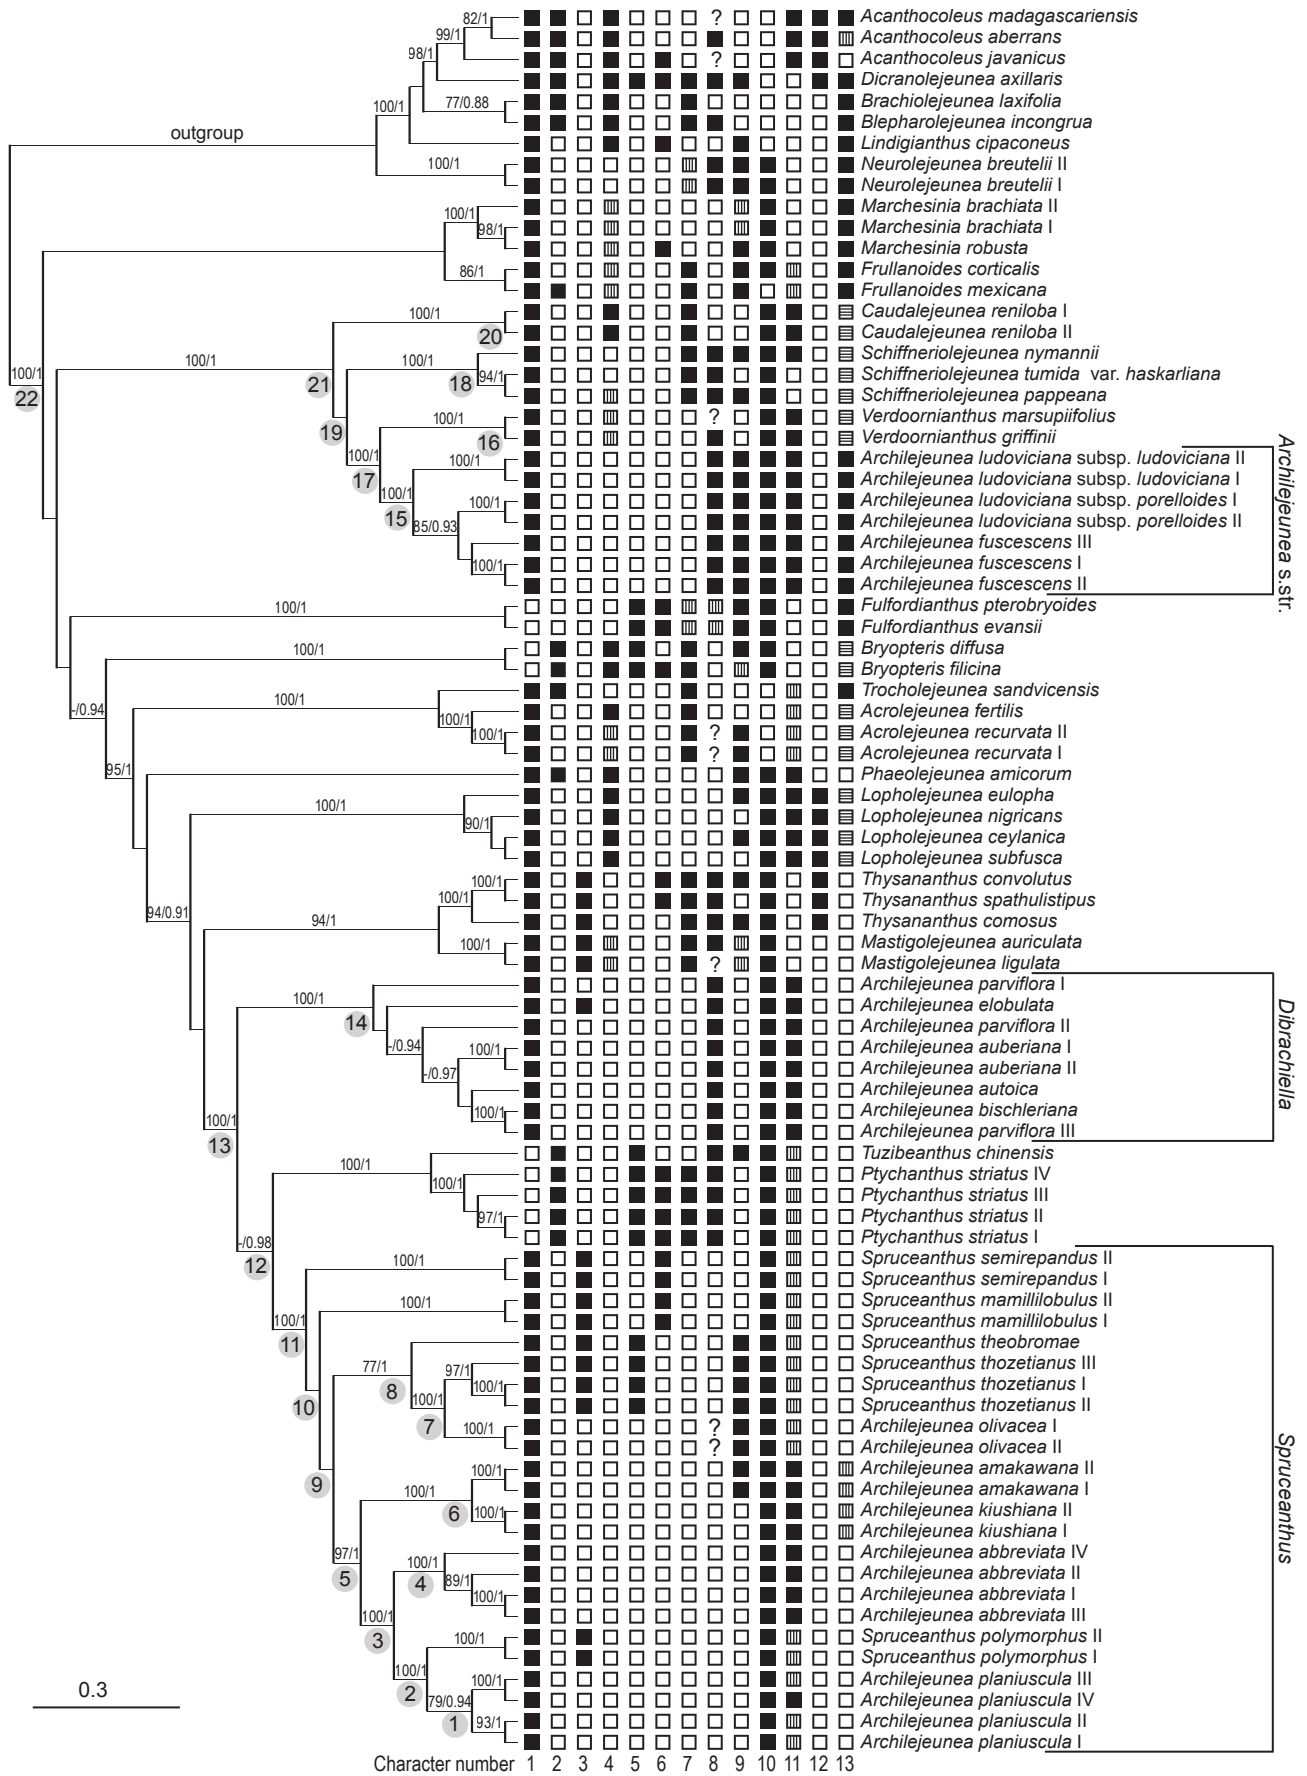 82/1
? Acanthocoleus madagascariensis
99/1
Acanthocoleus aberrans
98/1
? Acanthocoleus javanicus
Dicranolejeunea axillaris
77/0.88
Brachiolejeunea laxifolia
100/1
Blepharolejeunea incongrua
outgroup
Lindigianthus cipaconeus
100/1
Neurolejeunea breutelii II
Neurolejeunea breutelii I
100/1
Marchesinia brachiata II
98/1
Marchesinia brachiata I
Marchesinia robusta
86/1
Frullanoides corticalis
Frullanoides mexicana
100/1
Caudalejeunea reniloba I
20
Caudalejeunea reniloba II
100/1
100/1
Schiffneriolejeunea nymannii
100/1
22
21
18
94/1
Schiffneriolejeunea tumida var. haskarliana
Schiffneriolejeunea pappeana
100/1
? Verdoornianthus marsupiifolius
19
16
Verdoornianthus griffinii
100/1
17
100/1
Archilejeunea ludoviciana subsp. ludoviciana II
Archilejeunea ludoviciana subsp. ludoviciana I
100/1
15
100/1
Archilejeunea ludoviciana subsp. porelloides I
85/0.93
Archilejeunea ludoviciana subsp. porelloides II
Archilejeunea fuscescens III
100/1
Archilejeunea fuscescens I
Archilejeunea fuscescens II
Archilejeunea s.str.
100/1
Fulfordianthus pterobryoides
Fulfordianthus evansii
100/1
Bryopteris diffusa
Bryopteris filicina
-/0.94
100/1
Trocholejeunea sandvicensis
100/1
Acrolejeunea fertilis
100/1
? Acrolejeunea recurvata II
? Acrolejeunea recurvata I
95/1
Phaeolejeunea amicorum
100/1
Lopholejeunea eulopha
90/1
Lopholejeunea nigricans
Lopholejeunea ceylanica
Lopholejeunea subfusca
94/0.91
100/1
Thysananthus convolutus
100/1
Thysananthus spathulistipus
94/1
Thysananthus comosus
100/1
Mastigolejeunea auriculata
? Mastigolejeunea ligulata
100/1
14
Archilejeunea parviflora I
Archilejeunea elobulata
-/0.94
Archilejeunea parviflora II
100/1
Archilejeunea auberiana I
-/0.97
Archilejeunea auberiana II
Archilejeunea autoica
100/1
Archilejeunea bischleriana
Archilejeunea parviflora III
Dibrachiella
100/1
13
Tuzibeanthus chinensis
100/1
100/1
Ptychanthus striatus IV
Ptychanthus striatus III
97/1
Ptychanthus striatus II
Ptychanthus striatus I
-/0.98
12
100/1
Spruceanthus semirepandus II
Spruceanthus semirepandus I
100/1
11
100/1
Spruceanthus mamillilobulus II
Spruceanthus mamillilobulus I
Spruceanthus theobromae
77/1
8
97/1
Spruceanthus thozetianus III
10
100/1
100/1
Spruceanthus thozetianus I
Spruceanthus thozetianus II
7
100/1
? Archilejeunea olivacea I
? Archilejeunea olivacea II
9
100/1
Archilejeunea amakawana II
100/1
Archilejeunea amakawana I
6
100/1
Archilejeunea kiushiana II
Archilejeunea kiushiana I
97/1
5
100/1
4
Archilejeunea abbreviata IV
89/1
Archilejeunea abbreviata II
100/1
Archilejeunea abbreviata I
Archilejeunea abbreviata III
100/1
3
100/1
Spruceanthus polymorphus II
Spruceanthus polymorphus I
100/1
2
100/1
Archilejeunea planiuscula III
79/0.94
Archilejeunea planiuscula IV
1
93/1
Archilejeunea planiuscula II
Archilejeunea planiuscula I
Spruceanthus
0.3
Character number 1 2 3 4 5 6 7 8 9 10 11 12 13